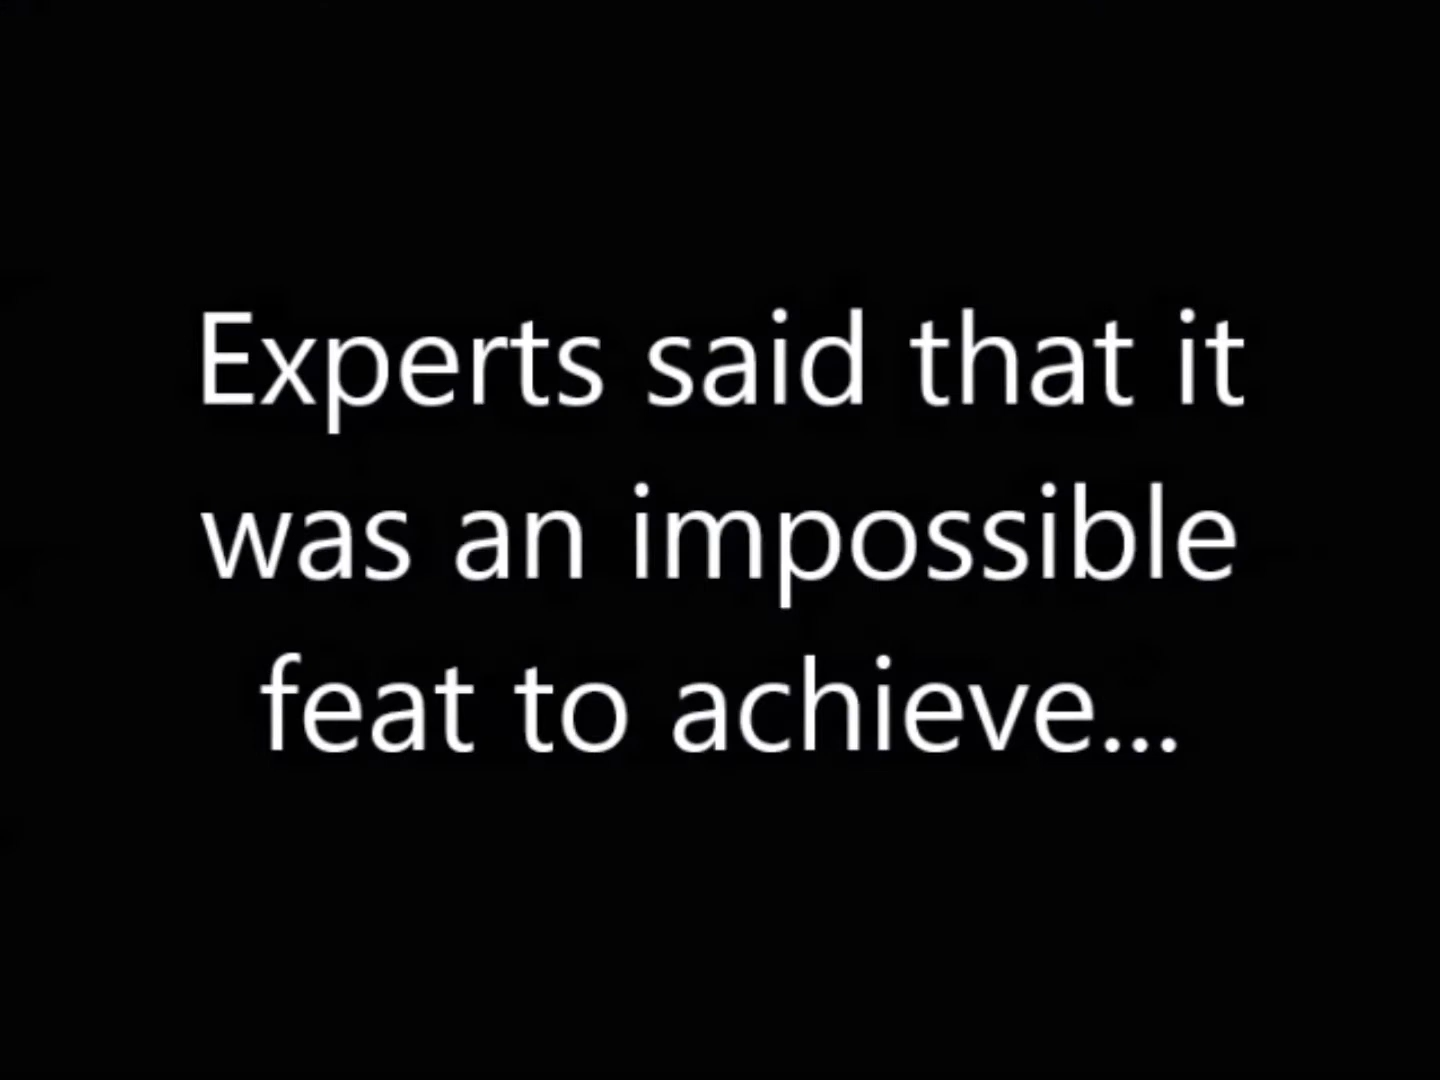 Experts said that it
was an impossible
feat to achieve...